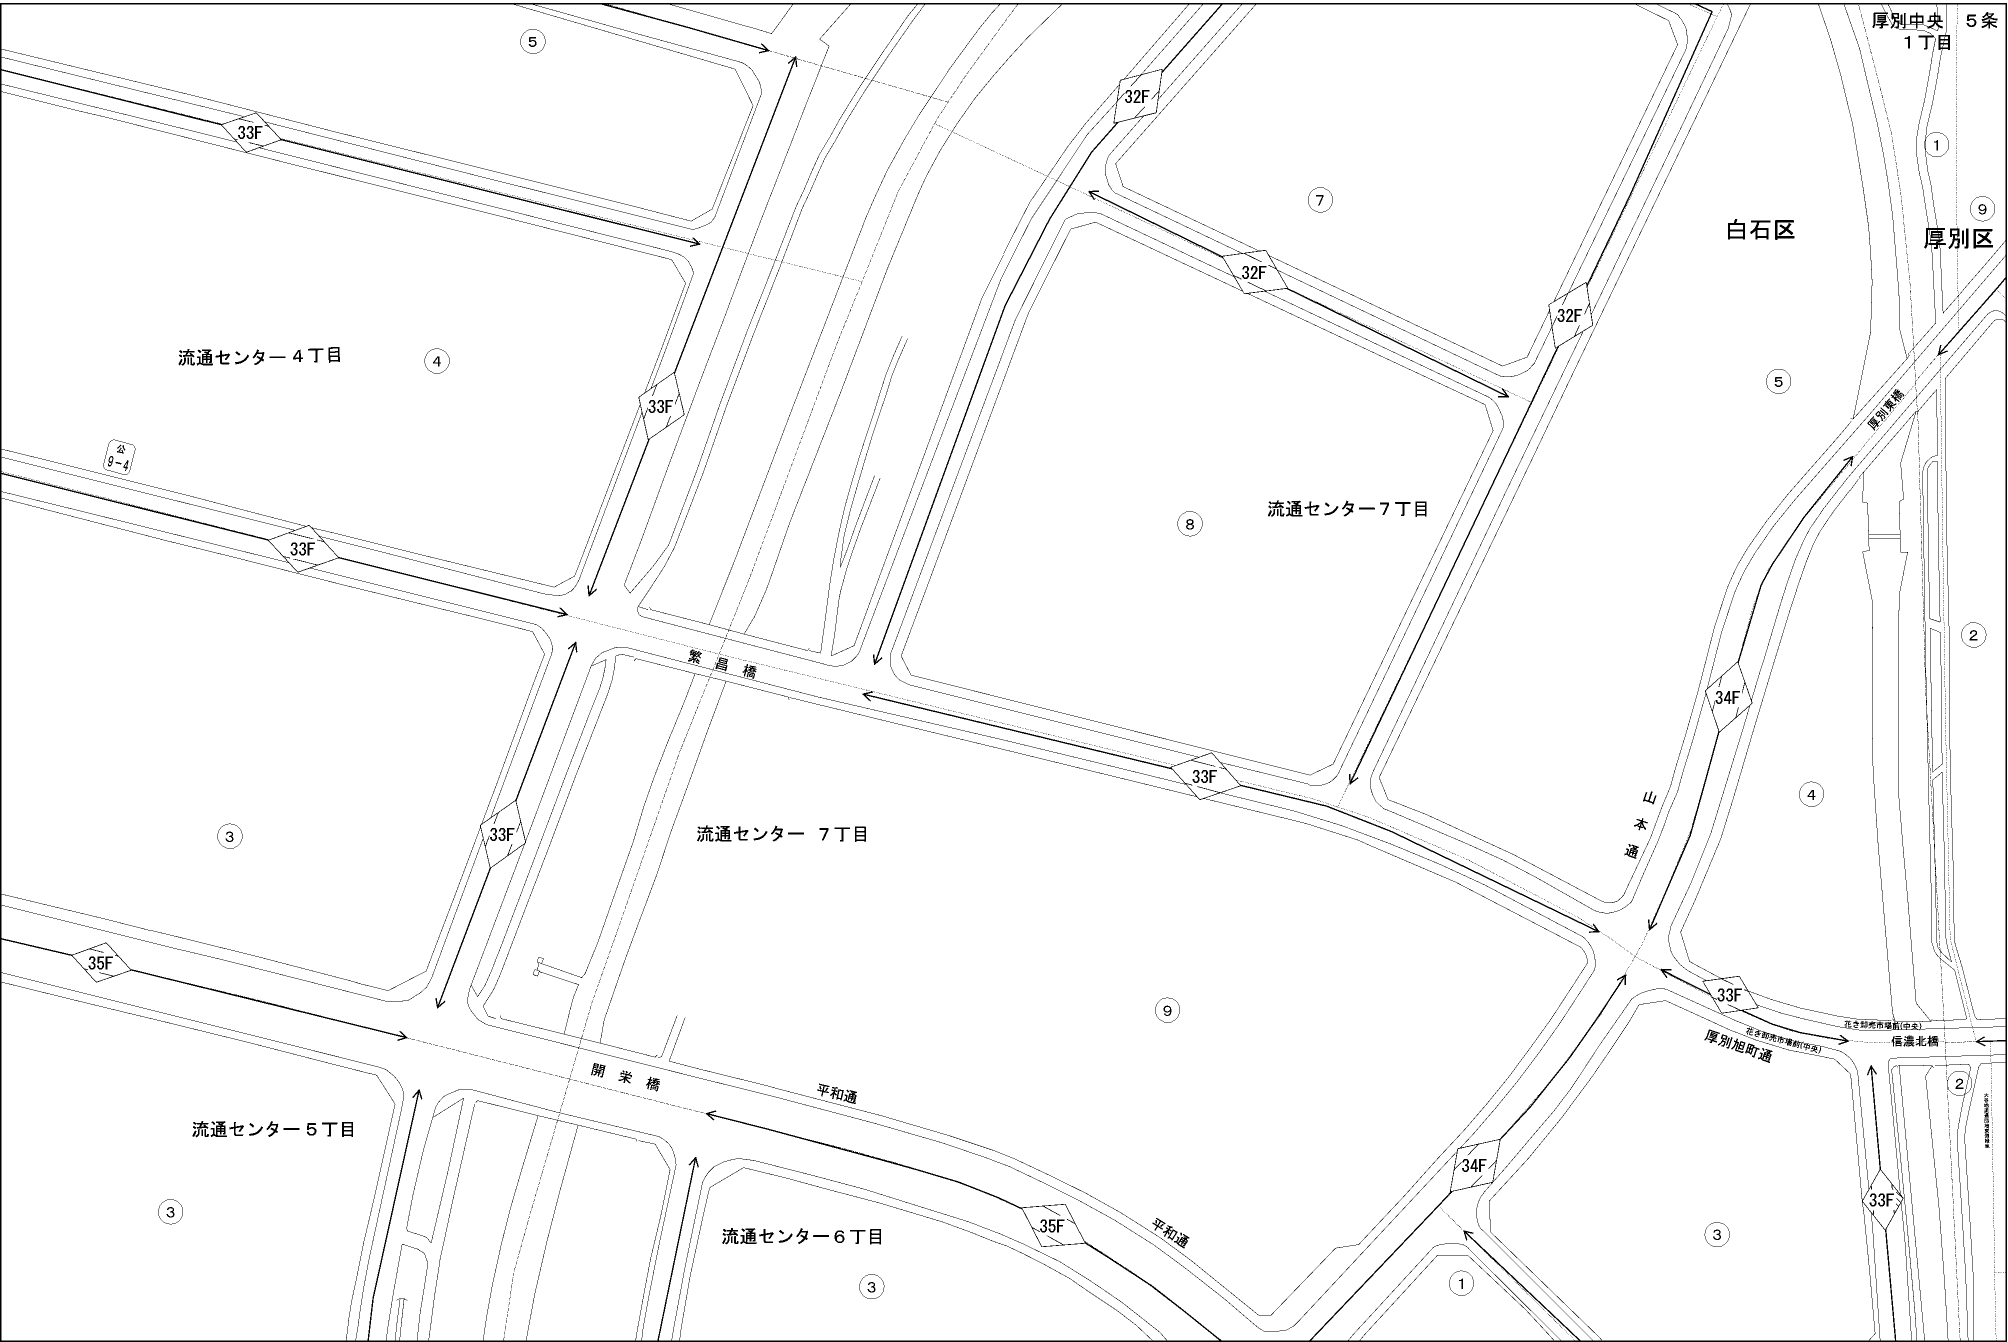 厚別中央 5条
1丁目
5
32F
33F
1
7
9
白石区
厚別区
32F
32F
流通センター4丁目
4
5
33F
厚別東橋
公
9-4
流通センター7丁目
8
33F
2
繁昌橋
34F
33F
4
山本通
3
33F
流通センター 7丁目
35F
33F
9
花き卸売市場前(中央)
花き卸売市場前(中央)
信濃北橋
厚別旭町通
開栄橋
平和通
2
流通センター5丁目
34F
33F
3
35F
平和通
流通センター6丁目
3
3
1